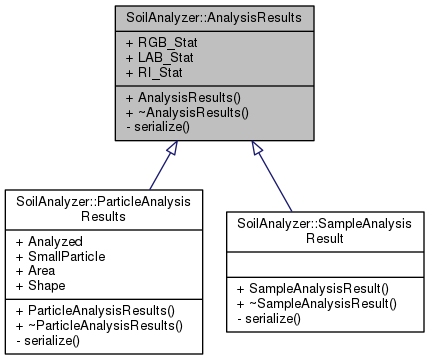 SoilAnalyzer::AnalysisResults
+ RGB_Stat
+ LAB_Stat
+ RI_Stat
+ AnalysisResults()
+ ~AnalysisResults()
- serialize()
SoilAnalyzer::ParticleAnalysis
Results
+ Analyzed
+ SmallParticle
+ Area
+ Shape
+ ParticleAnalysisResults()
+ ~ParticleAnalysisResults()
- serialize()
SoilAnalyzer::SampleAnalysis
Result
+ SampleAnalysisResult()
+ ~SampleAnalysisResult()
- serialize()